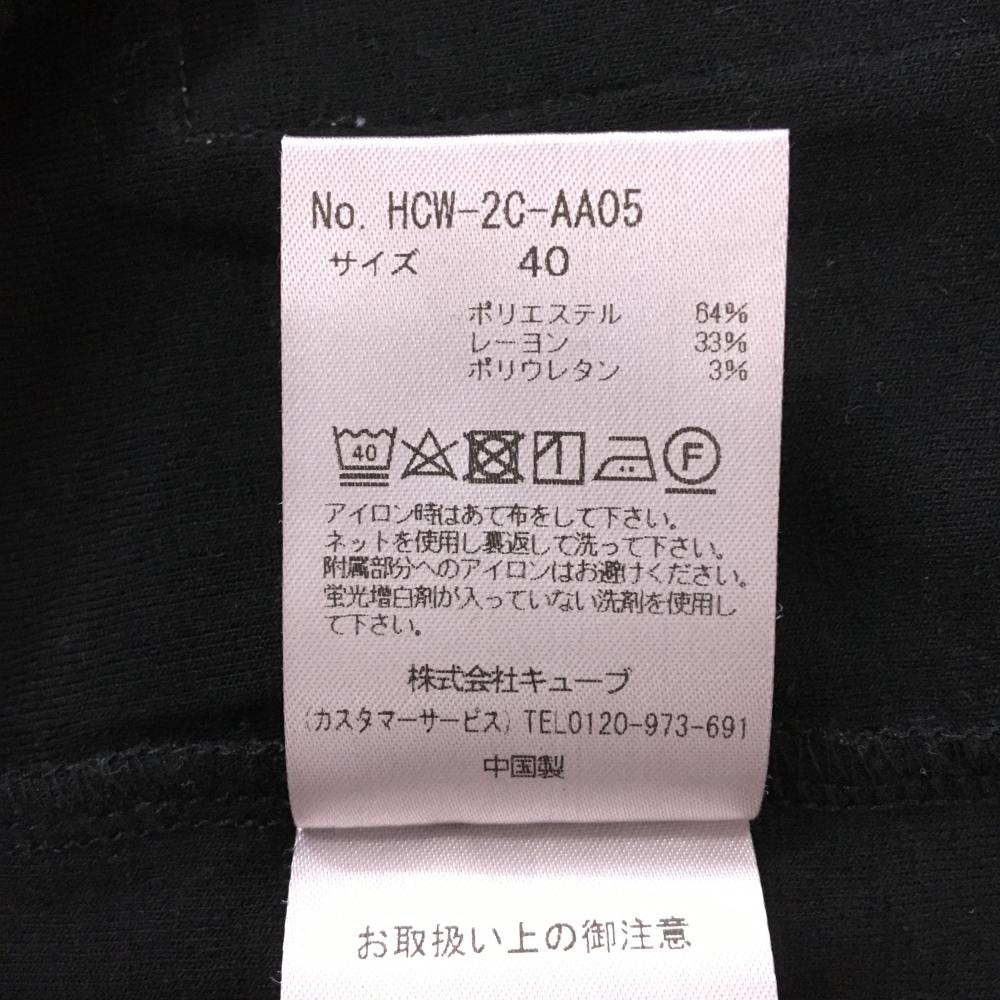 No. HCW-2C-AA05
サイズ 40
ポリエステル 64%
レーヨン 33%
ポリウレタン 3%
40 F
アイロン時はあて布をして下さい。
ネットを使用し裏返して洗って下さい。
附属部分へのアイロンはお避けください。
蛍光増白剤が入っていない洗剤を使用し
て下さい。
株式会社キューブ
(カスタマーサービス) TEL0120-973-691
中国製
お取扱い上の御注意